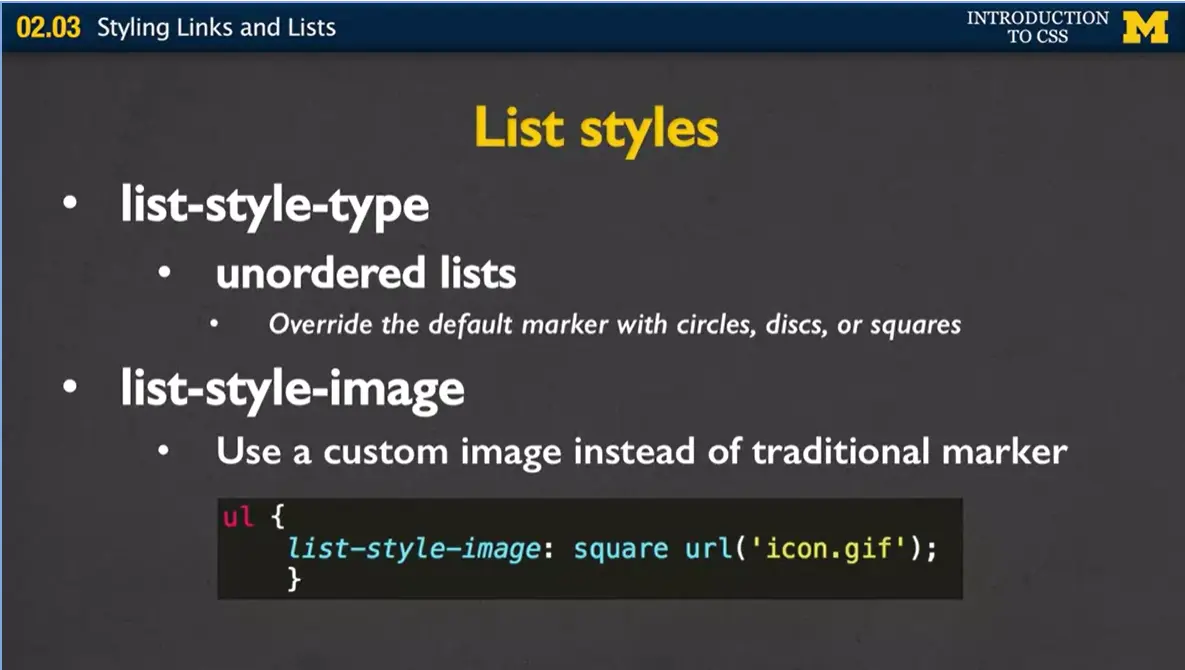 02.03 Styling Links and Lists
INTRODUCTION
TO CSS
M
List styles
• list-style-type
• unordered lists
• Override the default marker with circles, discs, or squares
• list-style-image
• Use a custom image instead of traditional marker
ul {
list-style-image: square url('icon.gif');
}